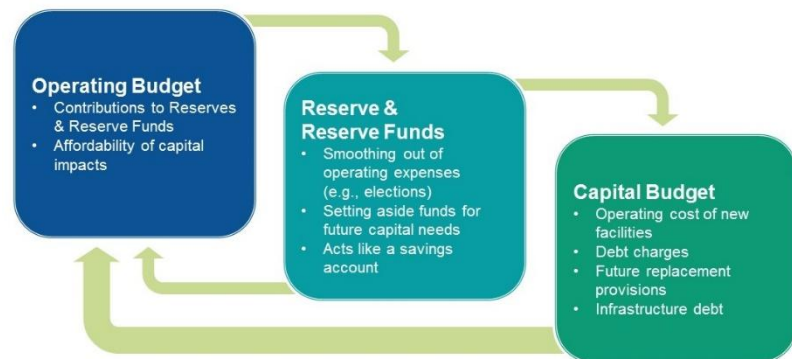 Operating Budget
• Contributions to Reserves
& Reserve Funds
• Affordability of capital
impacts
Reserve &
Reserve Funds
• Smoothing out of
operating expenses
(e.g., elections)
• Setting aside funds for
future capital needs
• Acts like a savings
account
Capital Budget
• Operating cost of new
facilities
• Debt charges
• Future replacement
provisions
• Infrastructure debt